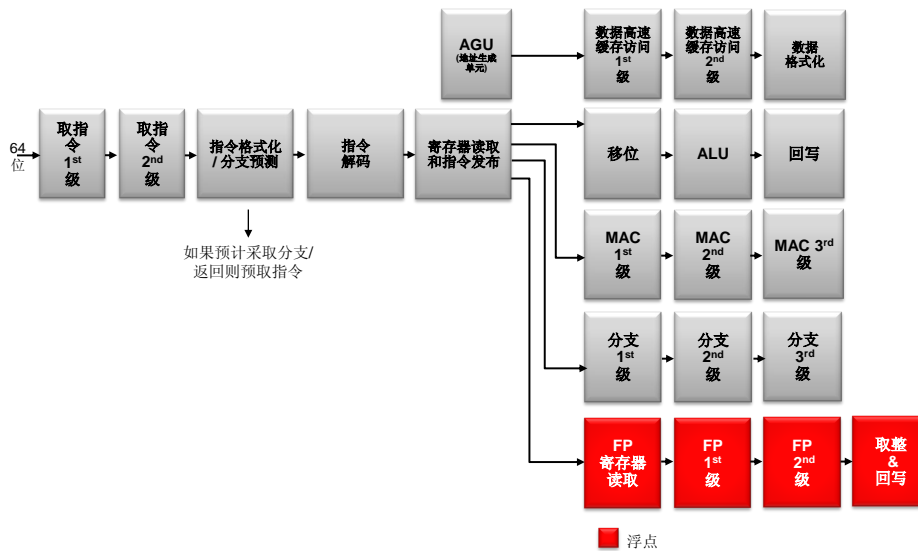 AGU
(地址生成
单元)
数据高速
缓存访问
1st
级
数据高速
缓存访问
2nd
级
数据
格式化
64
位
取指
令
1st
级
取指
令
2nd
级
指令格式化
/ 分支预测
指令
解码
寄存器读取
和指令发布
移位
ALU
回写
如果预计采取分支/
返回则预取指令
MAC
1st
级
MAC
2nd
级
MAC 3rd
级
分支
1st
级
分支
2nd
级
分支
3rd
级
FP
寄存器
读取
FP
1st
级
FP
2nd
级
取整
&
回写
浮点